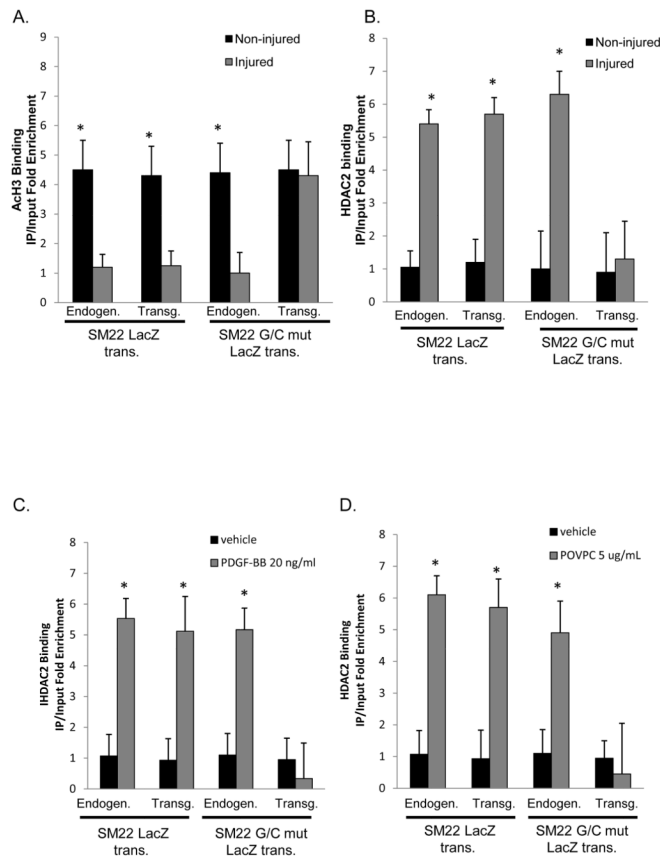 A.
Non-injured
Injured
AcH3 Binding
IP/Input Fold Enrichment
9
8
7
6
5
4
3
2
1
0
*
*
*
Endogen. Transg. Endogen. Transg.
SM22 LacZ
trans.
SM22 G/C mut
LacZ trans.
B.
Non-injured
Injured
HDAC2 binding
IP/Input Fold Enrichment
8
7
6
5
4
3
2
1
0
*
*
*
Endogen. Transg. Endogen. Transg.
SM22 LacZ
trans.
SM22 G/C mut
LacZ trans.
C.
vehicle
PDGF-BB 20 ng/ml
IHDAC2 Binding
IP/Input Fold Enrichment
8
7
6
5
4
3
2
1
0
*
*
*
Endogen. Transg. Endogen. Transg.
SM22 LacZ
trans.
SM22 G/C mut
LacZ trans.
D.
vehicle
POVPC 5 ug/mL
HDAC2 Binding
IP/Input Fold Enrichment
8
7
6
5
4
3
2
1
0
*
*
*
Endogen. Transg. Endogen. Transg.
SM22 LacZ
trans.
SM22 G/C mut
LacZ trans.